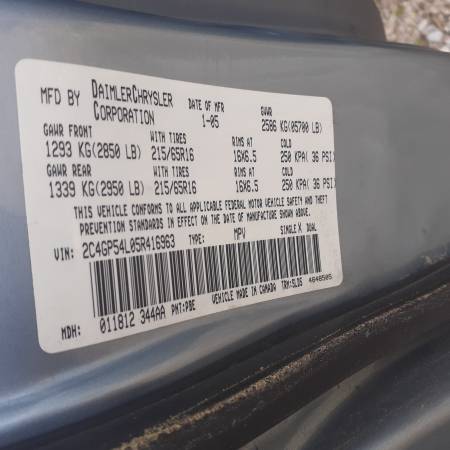 MFD BY DAIMLERCHRYSLER CORPORATION DATE OF MFR 1-05 GVWR 2586 KG(05700 LB)
GAWR FRONT WITH TIRES RIMS AT COLD
1293 KG(2850 LB) 215/65R16 16X6.5 250 KPA( 36 PSI)
GAWR REAR WITH TIRES RIMS AT COLD
1339 KG(2950 LB) 215/65R16 16X6.5 250 KPA( 36 PSI)
THIS VEHICLE CONFORMS TO ALL APPLICABLE FEDERAL MOTOR VEHICLE SAFETY, AND THEFT
PREVENTION STANDARDS IN EFFECT ON THE DATE OF MANUFACTURE SHOWN ABOVE.
VIN: 2C4GP54L05R416963 TYPE: MPV SINGLE X DUAL
MDH: 011812 344AA PNT:PBE VEHICLE MADE IN CANADA TRM:SLDS 4648505